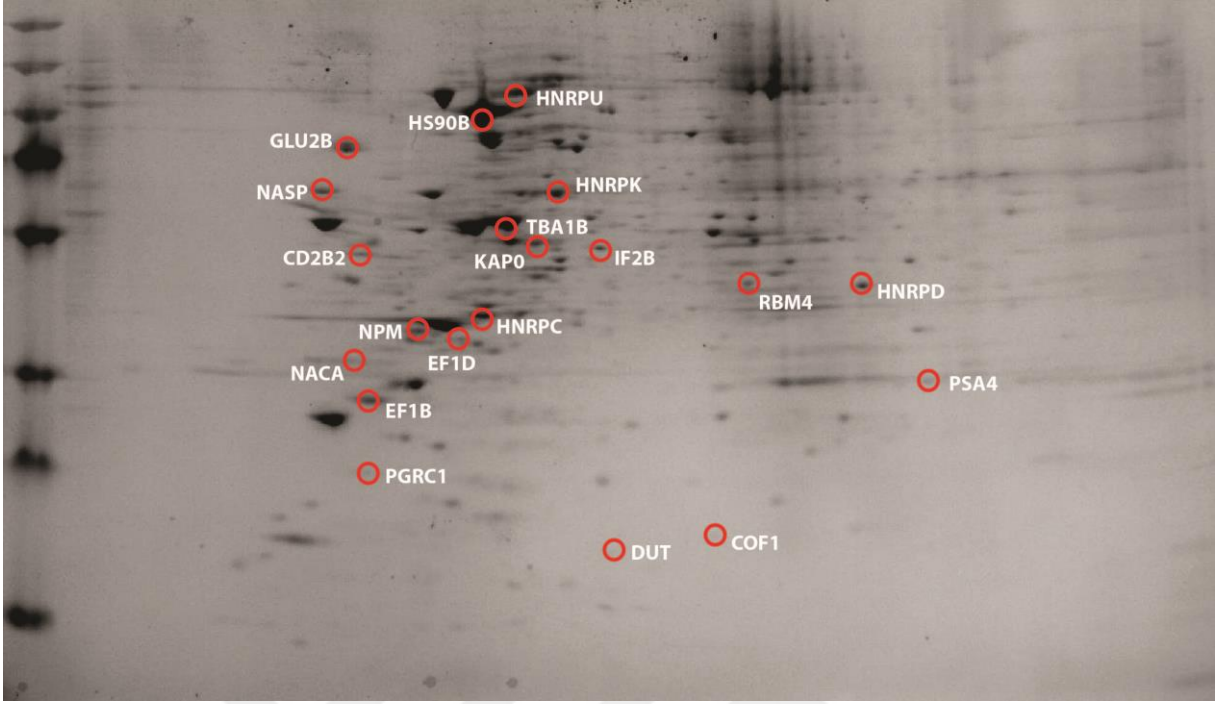 HNRPU
HS90B
GLU2B
HNRPK
NASP
TBA1B
CD2B2
KAP0
IF2B
RBM4
HNRPD
HNRPC
NPM
EF1D
NACA
PSA4
EF1B
PGRC1
COF1
DUT